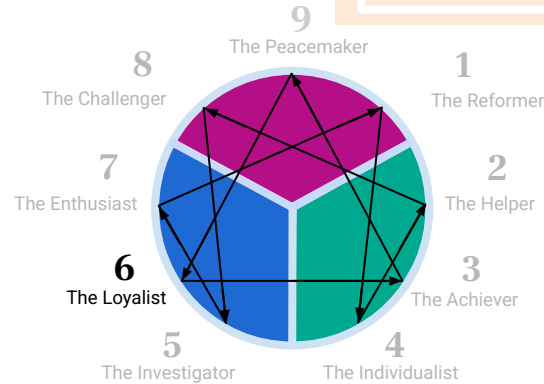 9
The Peacemaker
8
The Challenger
1
The Reformer
7
The Enthusiast
2
The Helper
6
The Loyalist
3
The Achiever
5
The Investigator
4
The Individualist